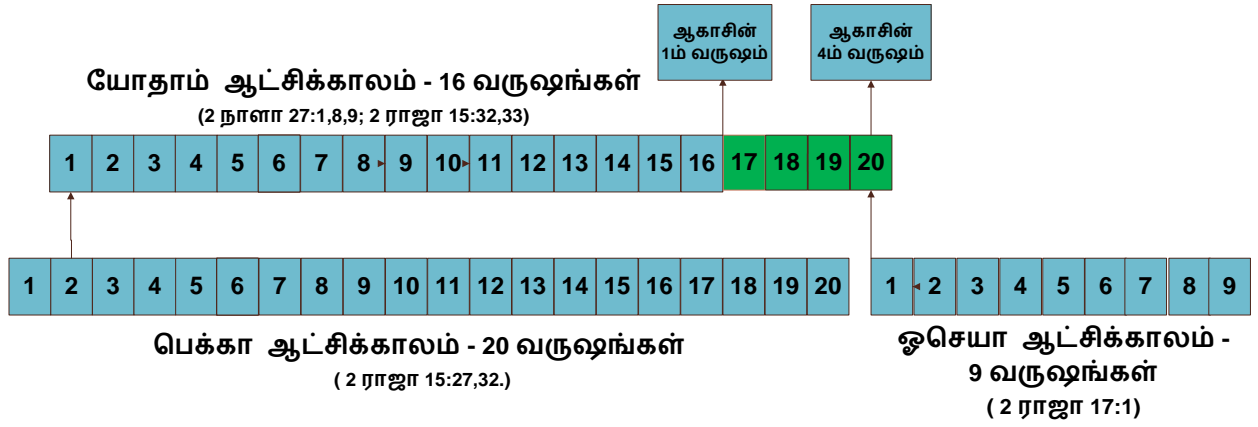 ஆகாசின்
1ம் வருஷம்
ஆகாசின்
4ம் வருஷம்
யோதாம் ஆட்சிக்காலம் - 16 வருஷங்கள்
(2 நாளா 27:1,8,9; 2 ராஜா 15:32,33)
1 2 3 4 5 6 7 8 9 10 11 12 13 14 15 16 17 18 19 20
1 2 3 4 5 6 7 8 9 10 11 12 13 14 15 16 17 18 19 20
1 2 3 4 5 6 7 8 9
பெக்கா ஆட்சிக்காலம் - 20 வருஷங்கள்
( 2 ராஜா 15:27,32.)
ஓசெயா ஆட்சிக்காலம் -
9 வருஷங்கள்
( 2 ராஜா 17:1)